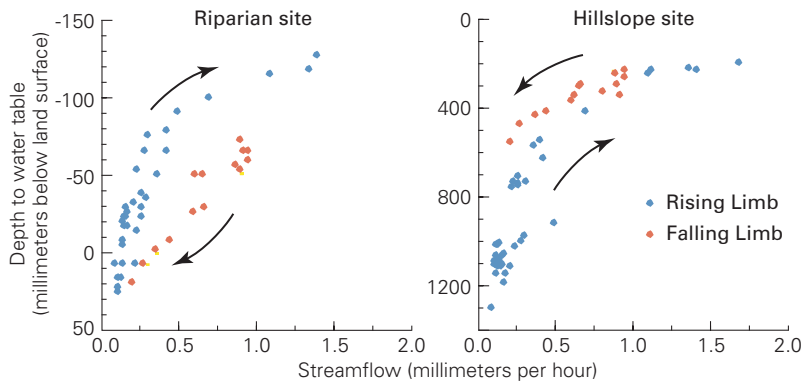 Riparian site
Hillslope site
Depth to water table
(millimeters below land surface)
-150
-100
-50
0
50
0.0
0.5
1.0
1.5
2.0
0
400
800
1200
0.0
0.5
1.0
1.5
2.0
Rising Limb
Falling Limb
Streamflow (millimeters per hour)